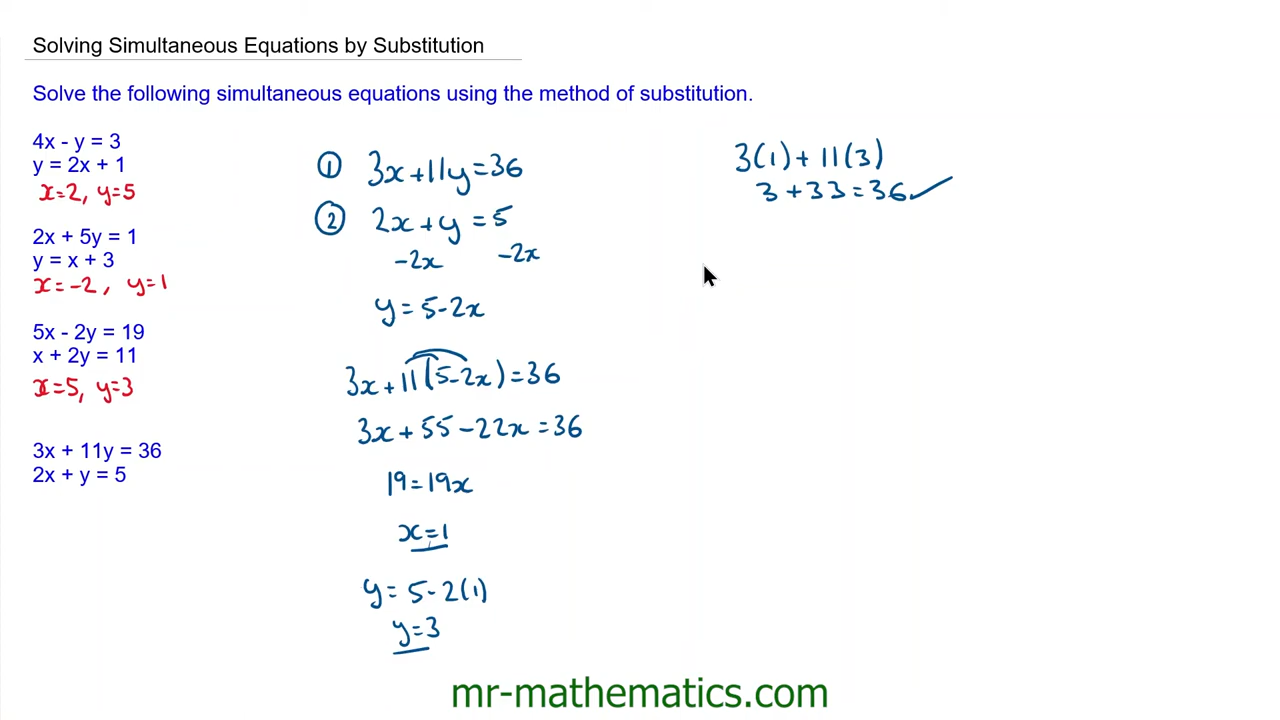 Solving Simultaneous Equations by Substitution
Solve the following simultaneous equations using the method of substitution.
4x - y = 3
y = 2x + 1
x=2, y=5
2x + 5y = 1
y = x + 3
x=-2, y=1
5x - 2y = 19
x + 2y = 11
x=5, y=3
3x + 11y = 36
2x + y = 5
① 3x+11y=36
② 2x+y=5
-2x -2x
y=5-2x
3x+11(5-2x)=36
3x+55-22x=36
19=19x
x=1
y=5-2(1)
y=3
3(1)+11(3)
3+33=36✓
mr-mathematics.com